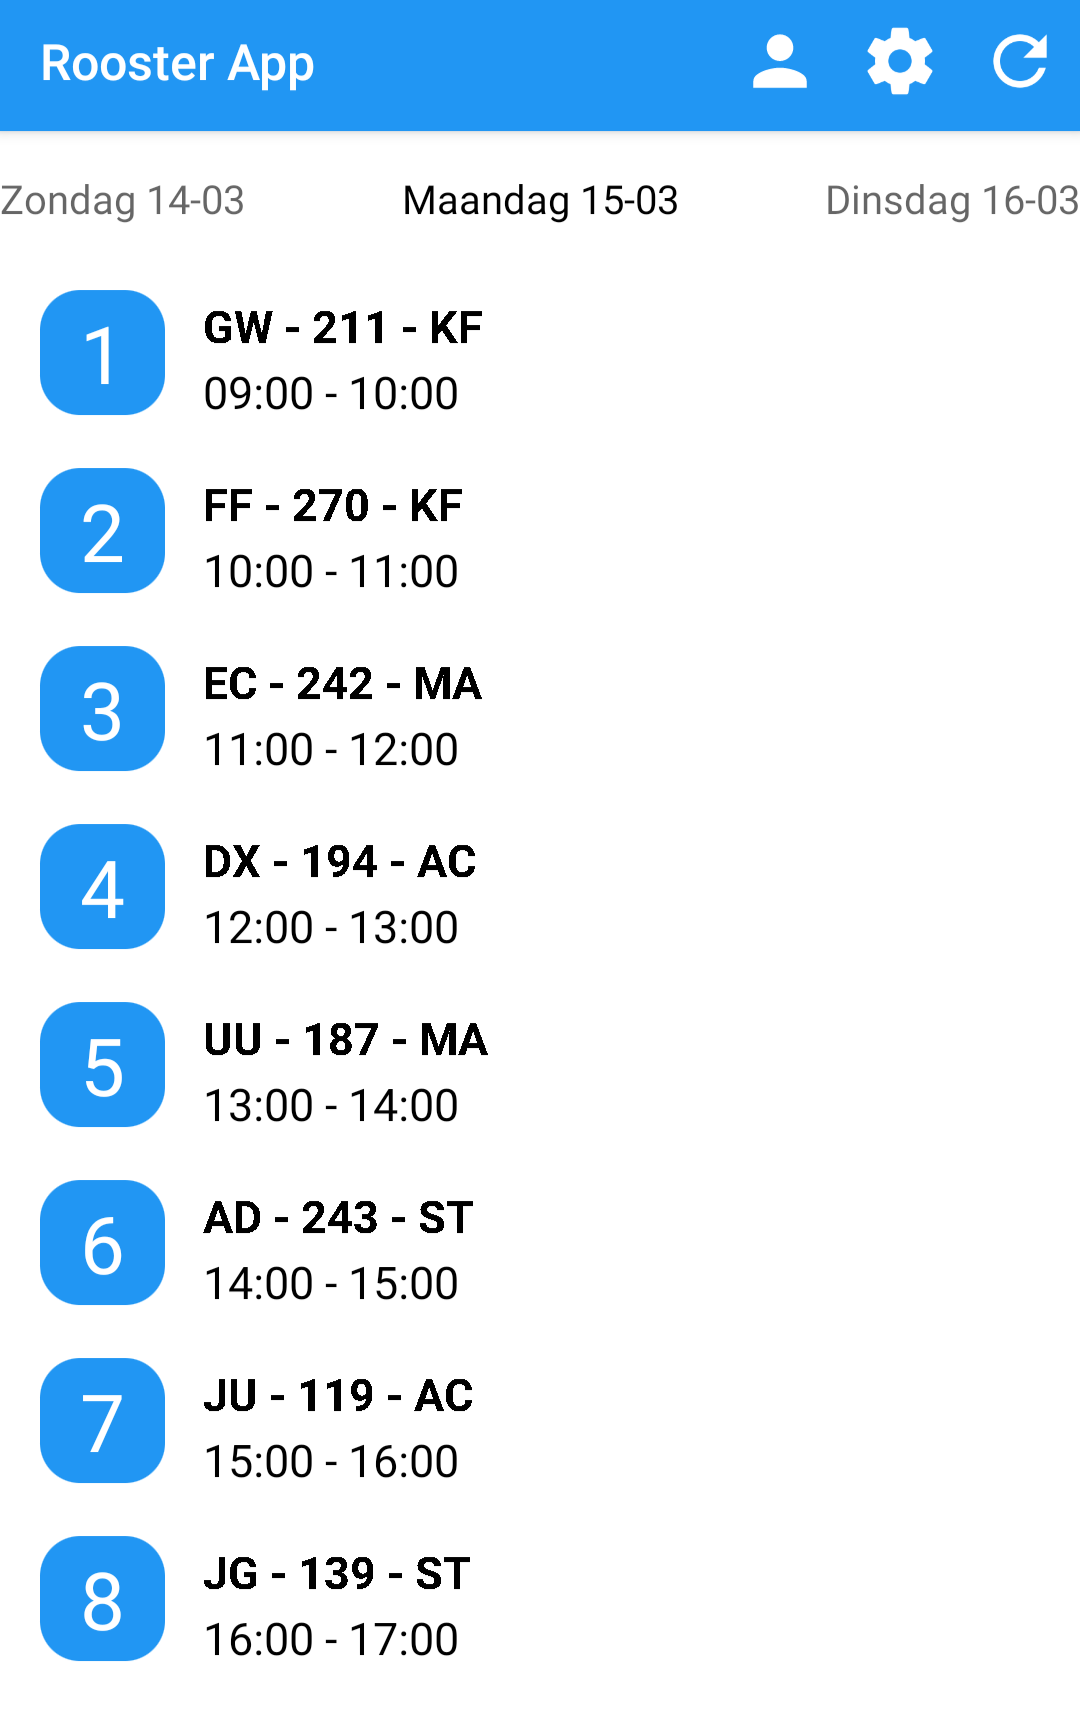 Rooster App
Zondag 14-03 Maandag 15-03 Dinsdag 16-03
1
GW - 211 - KF
09:00 - 10:00
2
FF - 270 - KF
10:00 - 11:00
3
EC - 242 - MA
11:00 - 12:00
4
DX - 194 - AC
12:00 - 13:00
5
UU - 187 - MA
13:00 - 14:00
6
AD - 243 - ST
14:00 - 15:00
7
JU - 119 - AC
15:00 - 16:00
8
JG - 139 - ST
16:00 - 17:00